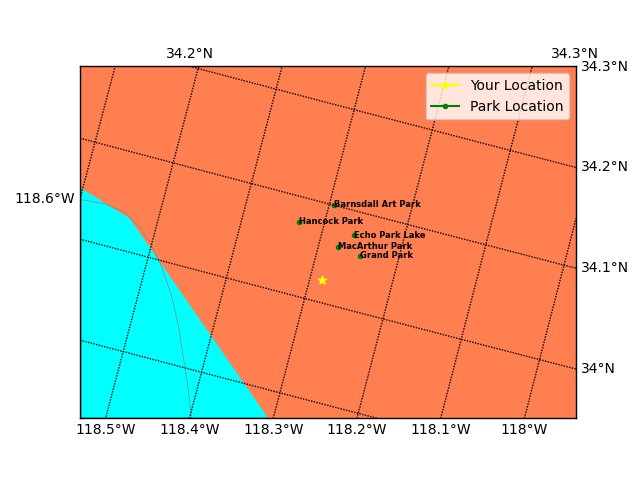 34.2°N
34.3°N
34.3°N
Your Location
Park Location
34.2°N
118.6°W
Barnsdall Art Park
Hancock Park
Echo Park Lake
MacArthur Park
Grand Park
34.1°N
34°N
118.5°W
118.4°W
118.3°W
118.2°W
118.1°W
118°W